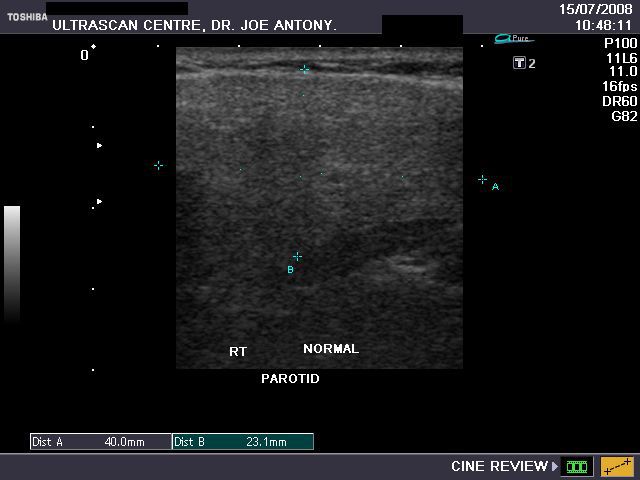 TOSHIBA
ULTRASCAN CENTRE, DR. JOE ANTONY.
15/07/2008
10:48:11
0
Pure
T 2
P100
11L6
11.0
16fps
DR60
G82
A
B
RT NORMAL
PAROTID
Dist A 40.0mm Dist B 23.1mm
CINE REVIEW